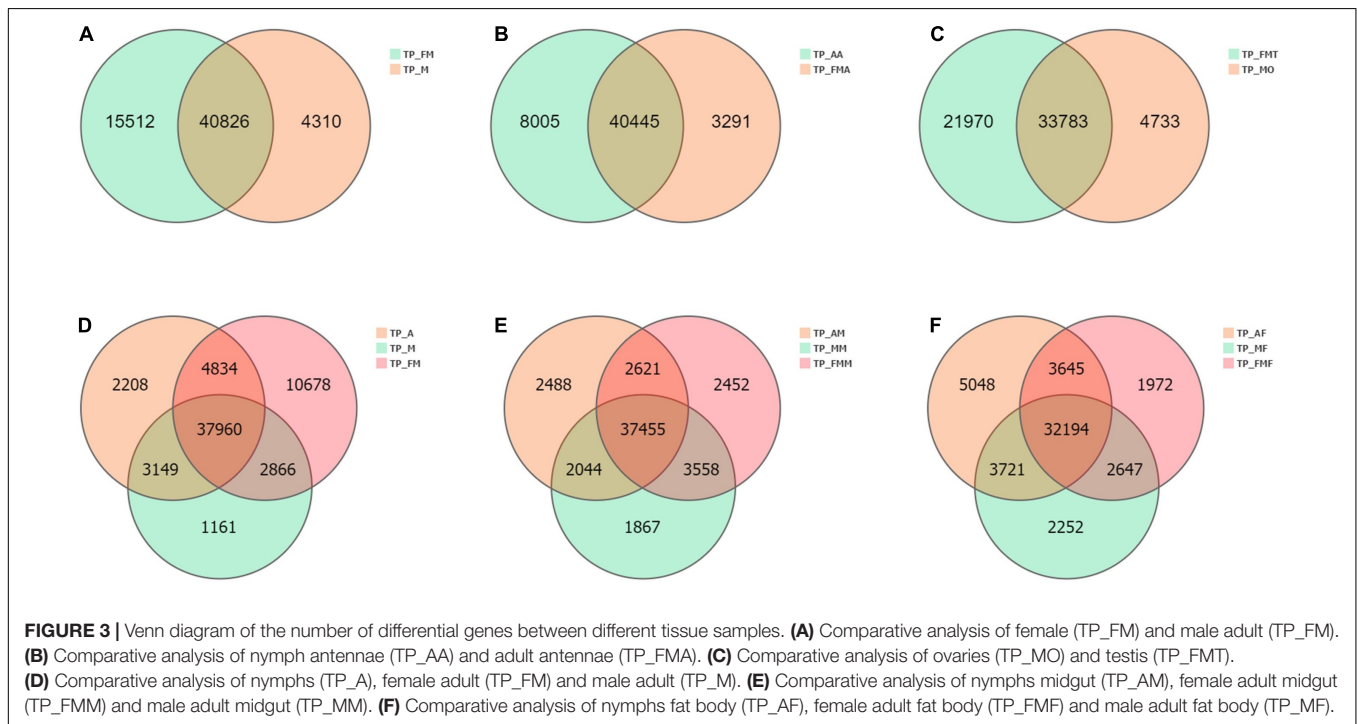 A
TP_FM
TP_M
15512
40826
4310
B
TP_AA
TP_FMA
8005
40445
3291
C
TP_FMT
TP_MO
21970
33783
4733
D
TP_A
TP_M
TP_FM
2208
4834
10678
37960
3149
2866
1161
E
TP_AM
TP_MM
TP_FMM
2488
2621
2452
37455
2044
3558
1867
F
TP_AF
TP_MF
TP_FMF
5048
3645
1972
32194
3721
2647
2252
FIGURE 3 | Venn diagram of the number of differential genes between different tissue samples. (A) Comparative analysis of female (TP_FM) and male adult (TP_FM).
(B) Comparative analysis of nymph antennae (TP_AA) and adult antennae (TP_FMA). (C) Comparative analysis of ovaries (TP_MO) and testis (TP_FMT).
(D) Comparative analysis of nymphs (TP_A), female adult (TP_FM) and male adult (TP_M). (E) Comparative analysis of nymphs midgut (TP_AM), female adult midgut
(TP_FMM) and male adult midgut (TP_MM). (F) Comparative analysis of nymphs fat body (TP_AF), female adult fat body (TP_FMF) and male adult fat body (TP_MF).